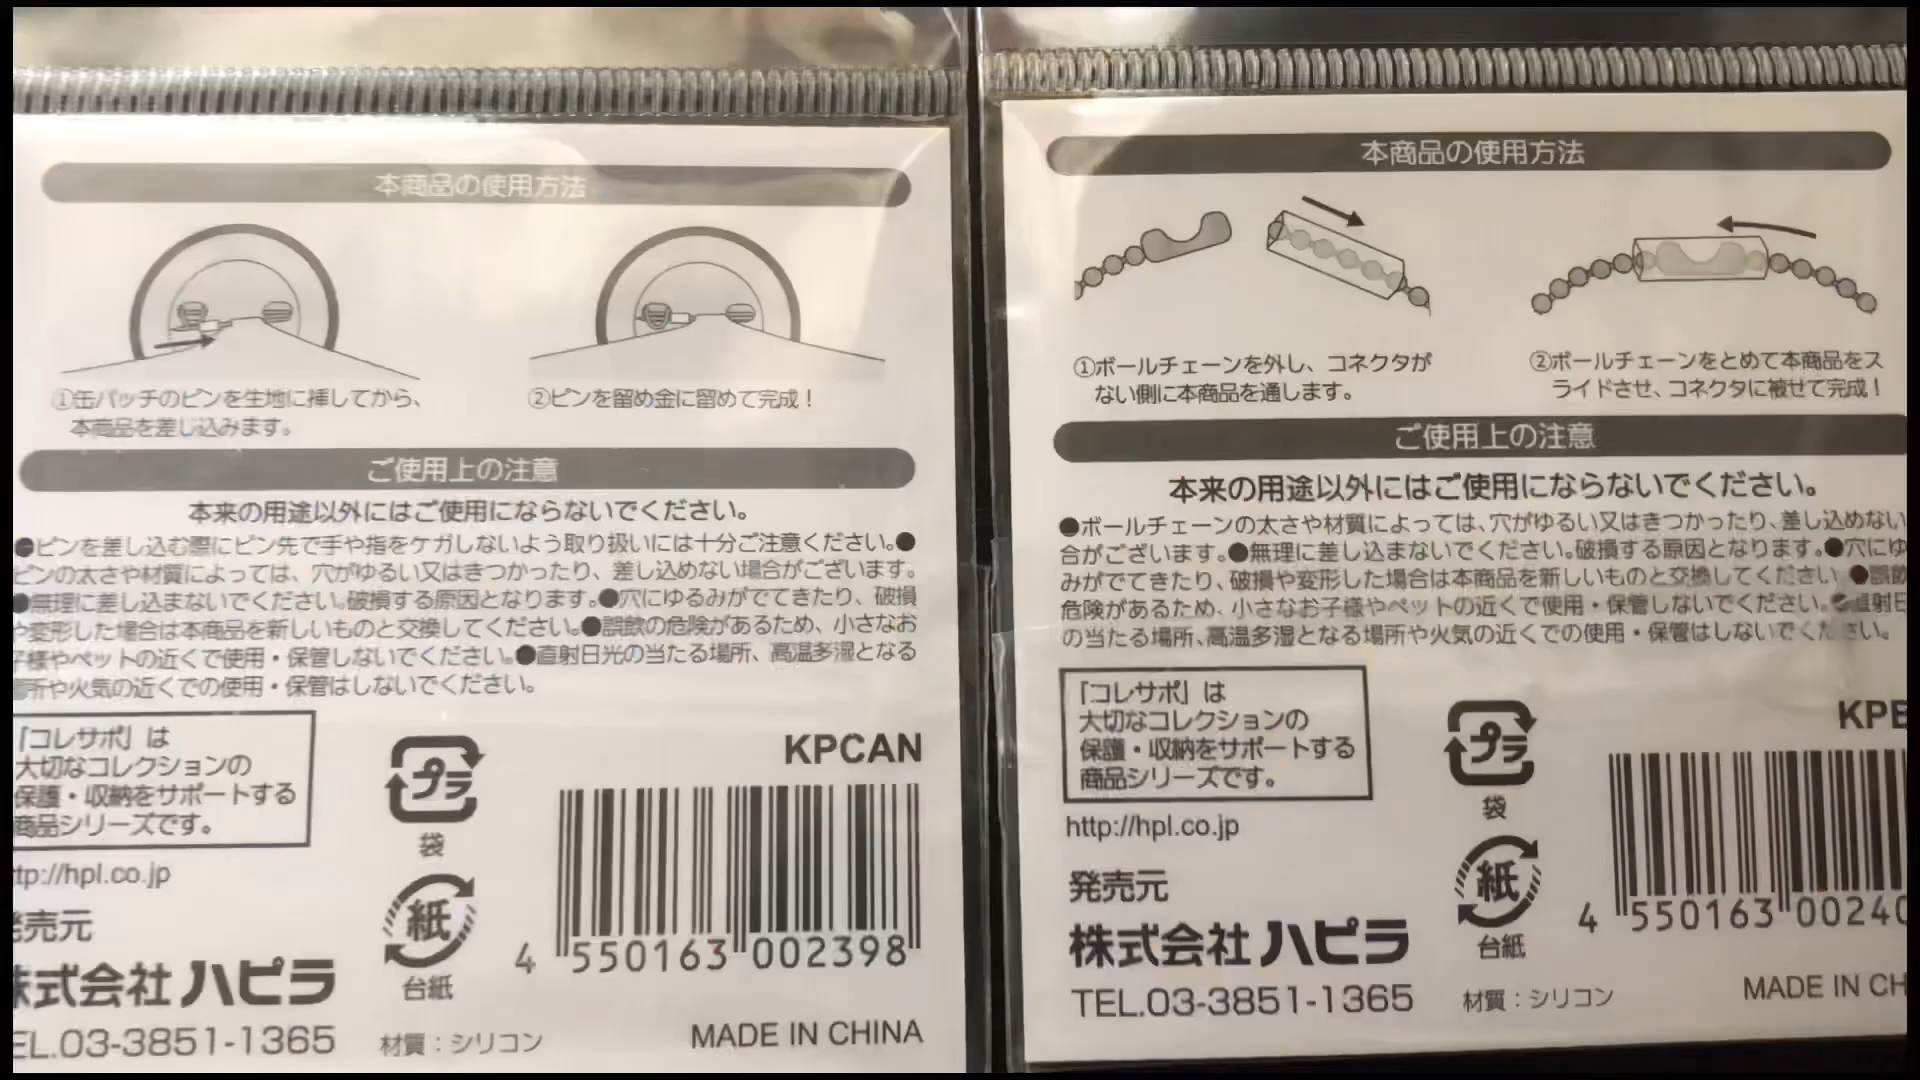 本商品の使用方法
①缶バッチのピンを生地に挿してから、
本商品を差し込みます。
②ピンを留め金に留めて完成！
ご使用上の注意
本来の用途以外にはご使用にならないでください。
●ピンを差し込む際にピン先で手や指をケガしないよう取り扱いには十分ご注意ください。●
ピンの太さや材質によっては、穴がゆるい又はきつかったり、差し込めない場合がございます。
●無理に差し込まないでください。破損する原因となります。●穴にゆるみがでてきたり、破損
や変形した場合は本商品を新しいものと交換してください。●誤飲の危険があるため、小さなお
子様やペットの近くで使用・保管しないでください。●直射日光の当たる場所、高温多湿となる
場所や火気の近くでの使用・保管はしないでください。
「コレサポ」は
大切なコレクションの
保護・収納をサポートする
商品シリーズです。
ttp://hpl.co.jp
発売元
株式会社ハピラ
EL.03-3851-1365
プラ
袋
紙
台紙
材質：シリコン
KPCAN
4 550163 002398
MADE IN CHINA
本商品の使用方法
①ボールチェーンを外し、コネクタが
ない側に本商品を通します。
②ボールチェーンをとめて本商品をス
ライドさせ、コネクタに被せて完成！
ご使用上の注意
本来の用途以外にはご使用にならないでください。
●ボールチェーンの太さや材質によっては、穴がゆるい又はきつかったり、差し込めない
合がございます。●無理に差し込まないでください。破損する原因となります。●穴にゆ
みがでてきたり、破損や変形した場合は本商品を新しいものと交換してください ●誤飲
危険があるため、小さなお子様やペットの近くで使用・保管しないでください。●直射日
の当たる場所、高温多湿となる場所や火気の近くでの使用・保管はしないでください。
「コレサポ」は
大切なコレクションの
保護・収納をサポートする
商品シリーズです。
http://hpl.co.jp
発売元
株式会社ハピラ
TEL.03-3851-1365
プラ
袋
紙
台紙
材質：シリコン
KPB
4 550163 00240
MADE IN CH